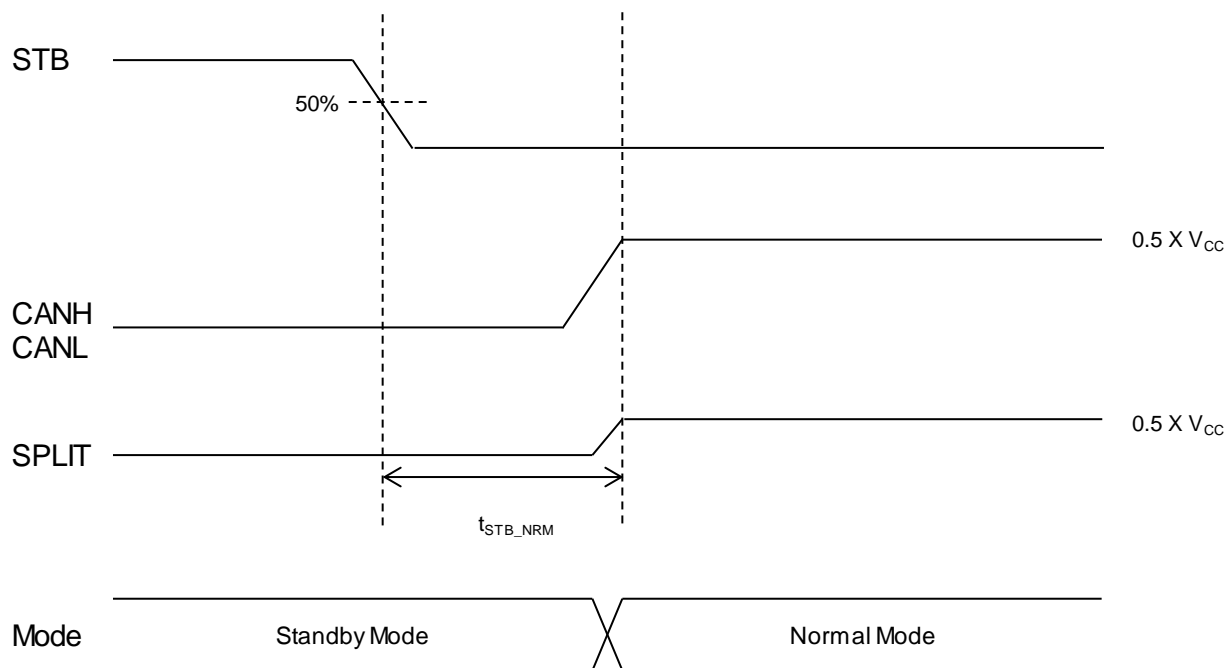 STB
50%
0.5 X VCC
CANH
CANL
0.5 X VCC
SPLIT
tSTB_NRM
Mode
Standby Mode
Normal Mode